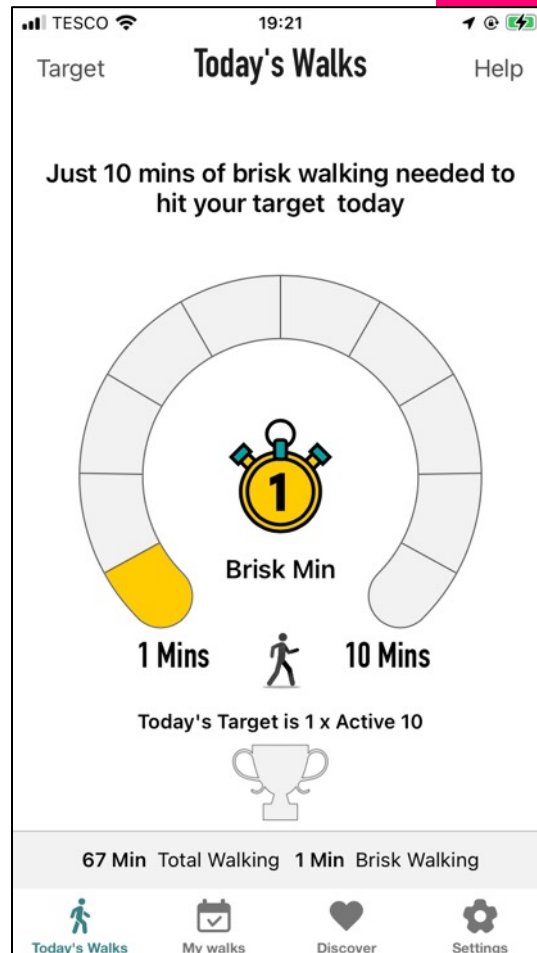 TESCO 19:21
Target Today's Walks Help
Just 10 mins of brisk walking needed to
hit your target today
1
Brisk Min
1 Mins 10 Mins
Today's Target is 1 x Active 10
67 Min Total Walking 1 Min Brisk Walking
Today's Walks My walks Discover Settings